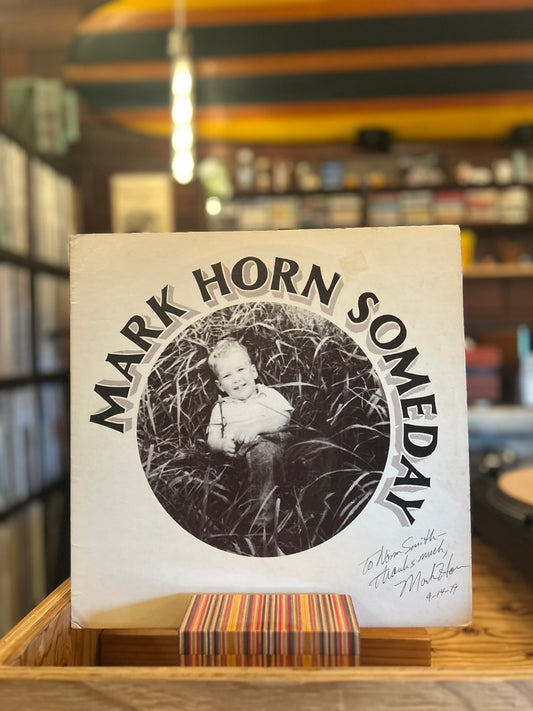 MARK HORN SOMEDAY
To Norm Smith—
Thanks much,
Mark Horn
9-14-79